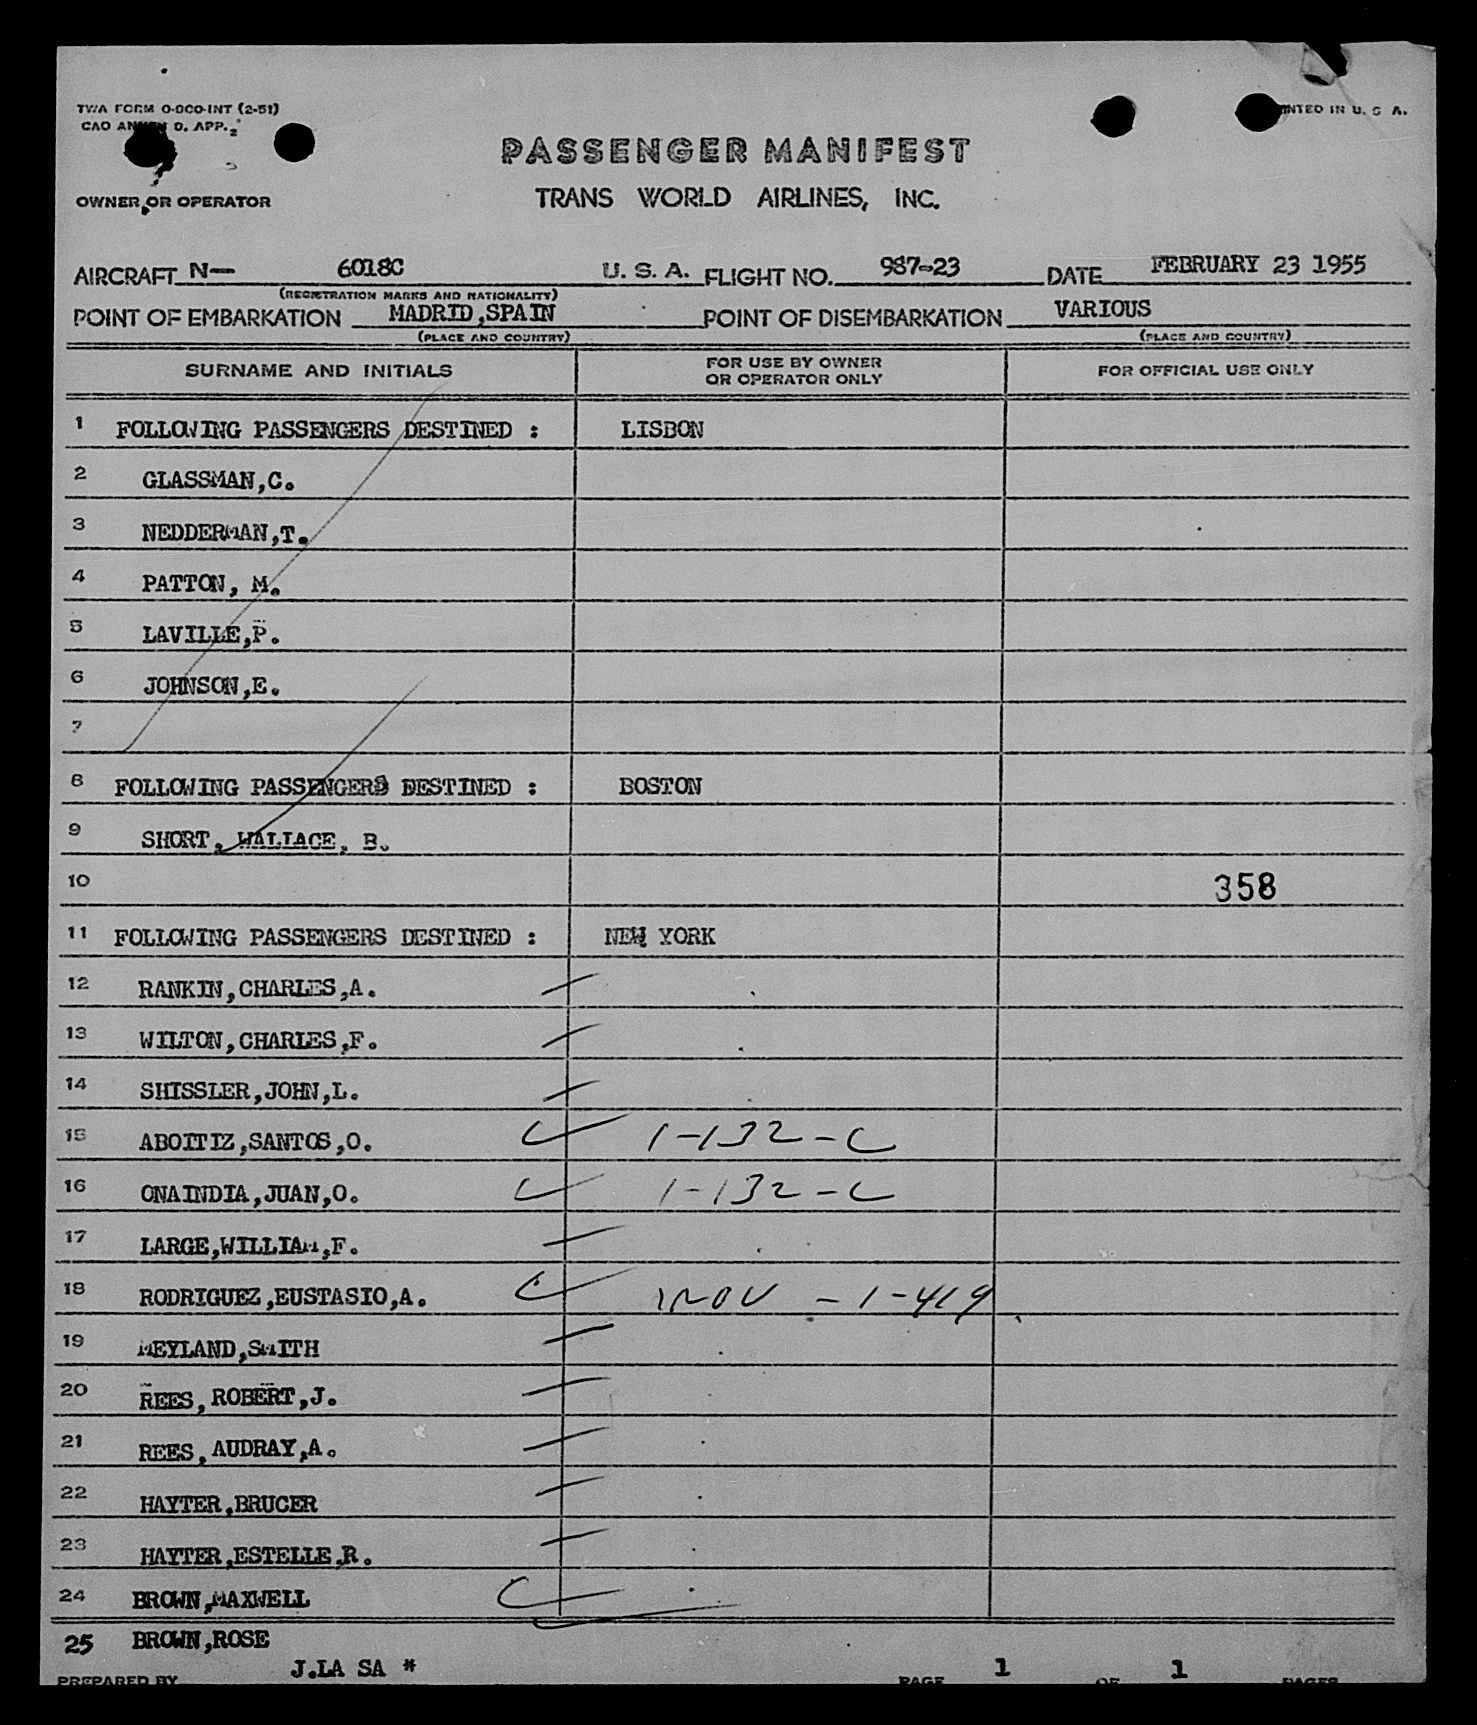 TWA FORM O-OCO-INT (2-51)
CAO ANNEX D. APP. 2
PRINTED IN U. S. A.
PASSENGER MANIFEST
OWNER OR OPERATOR
TRANS WORLD AIRLINES, INC.
AIRCRAFT N— 6018C U. S. A. FLIGHT NO. 987-23 DATE FEBRUARY 23 1955
(REGISTRATION MARKS AND NATIONALITY)
POINT OF EMBARKATION MADRID,SPAIN POINT OF DISEMBARKATION VARIOUS
(PLACE AND COUNTRY) (PLACE AND COUNTRY)
SURNAME AND INITIALS FOR USE BY OWNER OR OPERATOR ONLY FOR OFFICIAL USE ONLY
1 FOLLOWING PASSENGERS DESTINED : LISBON
2 GLASSMAN,C.
3 NEDDERMAN,T.
4 PATTON, M.
5 LAVILLE,P.
6 JOHNSON,E.
7
8 FOLLOWING PASSENGERS DESTINED : BOSTON
9 SHORT, WALLACE, B.
10 358
11 FOLLOWING PASSENGERS DESTINED : NEW YORK
12 RANKIN,CHARLES,A.
13 WILTON,CHARLES,F.
14 SHISSLER,JOHN,L.
15 ABOITIZ,SANTOS,O. 1-132-C
16 ONAINDIA,JUAN,O. 1-132-C
17 LARGE,WILLIAM,F.
18 RODRIGUEZ,EUSTASIO,A. - 1-419
19 MEYLAND,SMITH
20 REES, ROBERT,J.
21 REES, AUDRAY,A.
22 HAYTER,BRUCER
23 HAYTER,ESTELLE,R.
24 BROWN,MAXWELL
25 BROWN,ROSE
PREPARED BY J.LA SA * PAGE 1 OF 1 PAGES